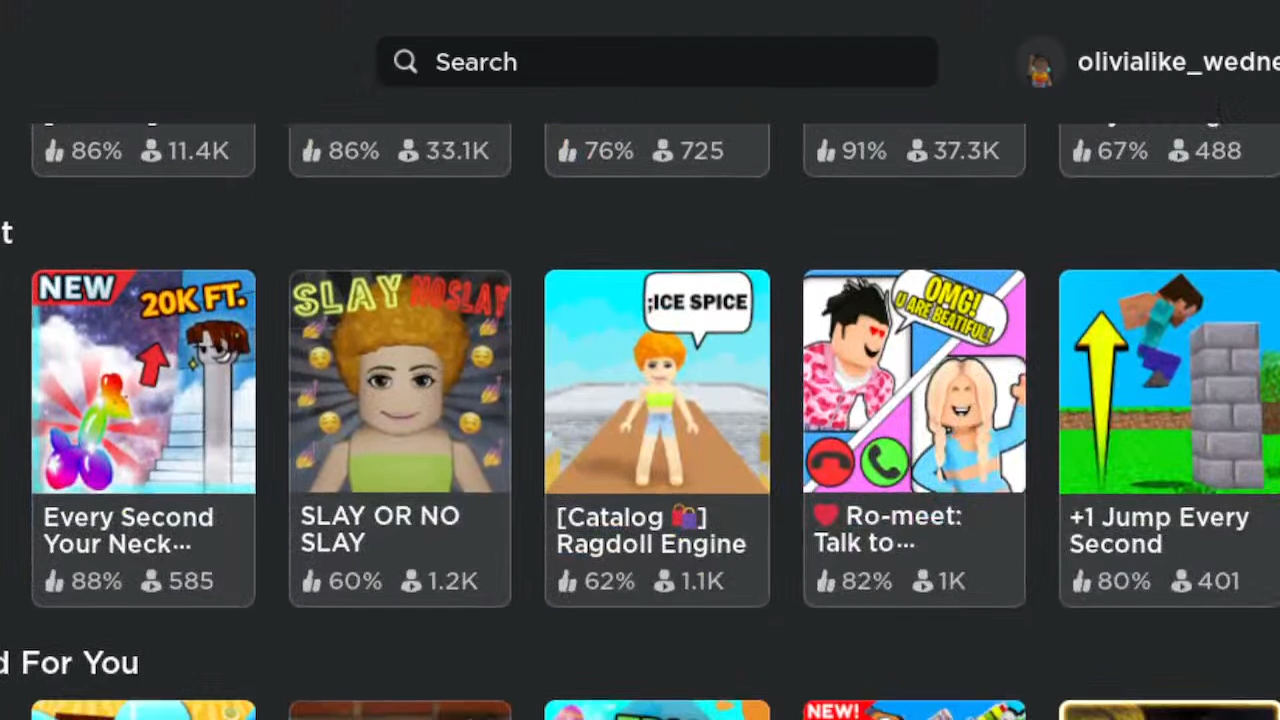 Search
olivialike_wedne
86% 11.4K
86% 33.1K
76% 725
91% 37.3K
67% 488
t
NEW
20K FT.
SLAY NOSLAY
;ICE SPICE
OMG!
U ARE BEATIFUL!
Every Second
Your Neck...
88% 585
SLAY OR NO
SLAY
60% 1.2K
[Catalog 🛍️]
Ragdoll Engine
62% 1.1K
❤️ Ro-meet:
Talk to...
82% 1K
+1 Jump Every
Second
80% 401
d For You
NEW!